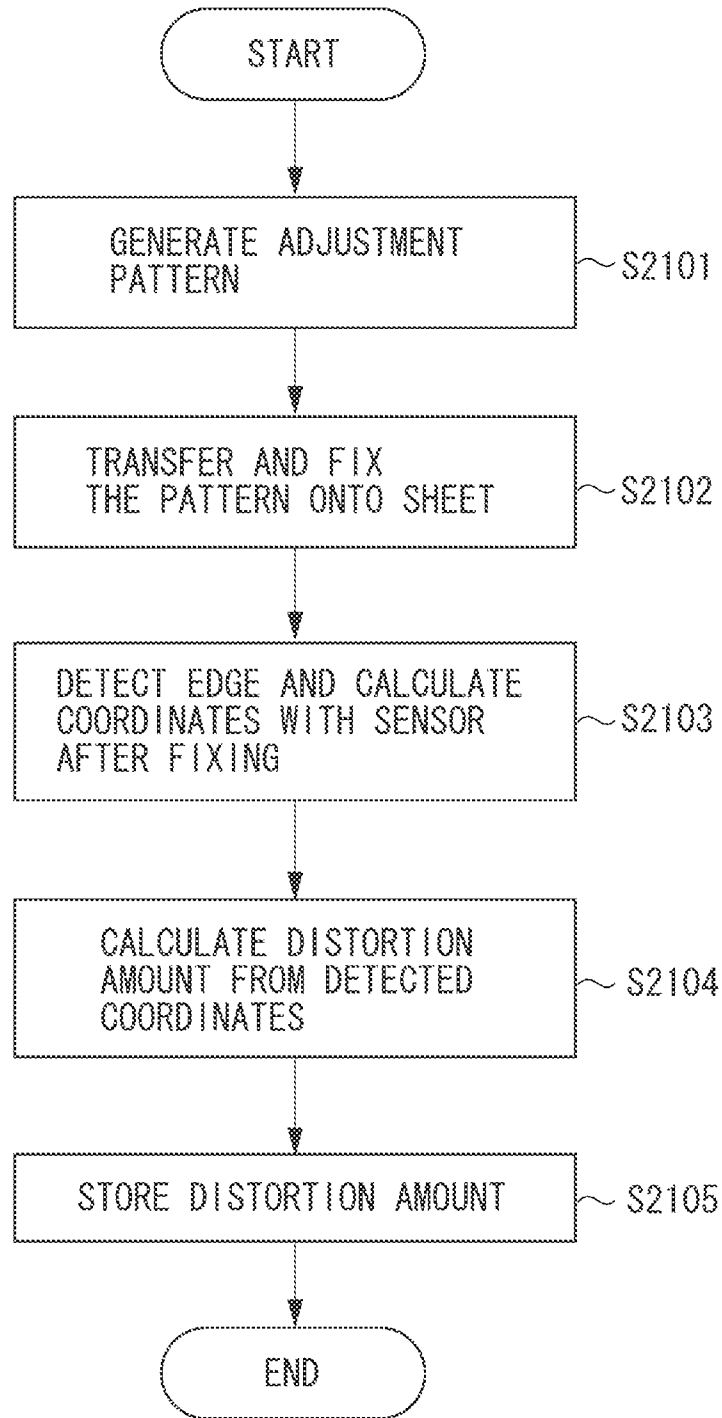 START
GENERATE ADJUSTMENT
PATTERN
S2101
TRANSFER AND FIX
THE PATTERN ONTO SHEET
S2102
DETECT EDGE AND CALCULATE
COORDINATES WITH SENSOR
AFTER FIXING
S2103
CALCULATE DISTORTION
AMOUNT FROM DETECTED
COORDINATES
S2104
STORE DISTORTION AMOUNT
S2105
END